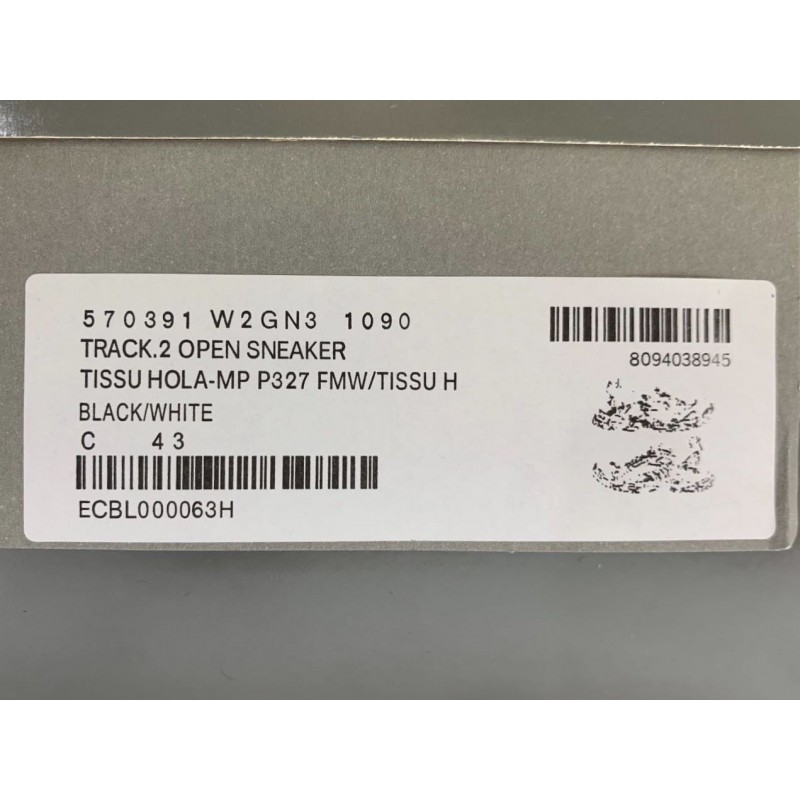 570391 W2GN3 1090
TRACK.2 OPEN SNEAKER
TISSU HOLA-MP P327 FMW/TISSU H
BLACK/WHITE
C 43
ECBL000063H
8094038945